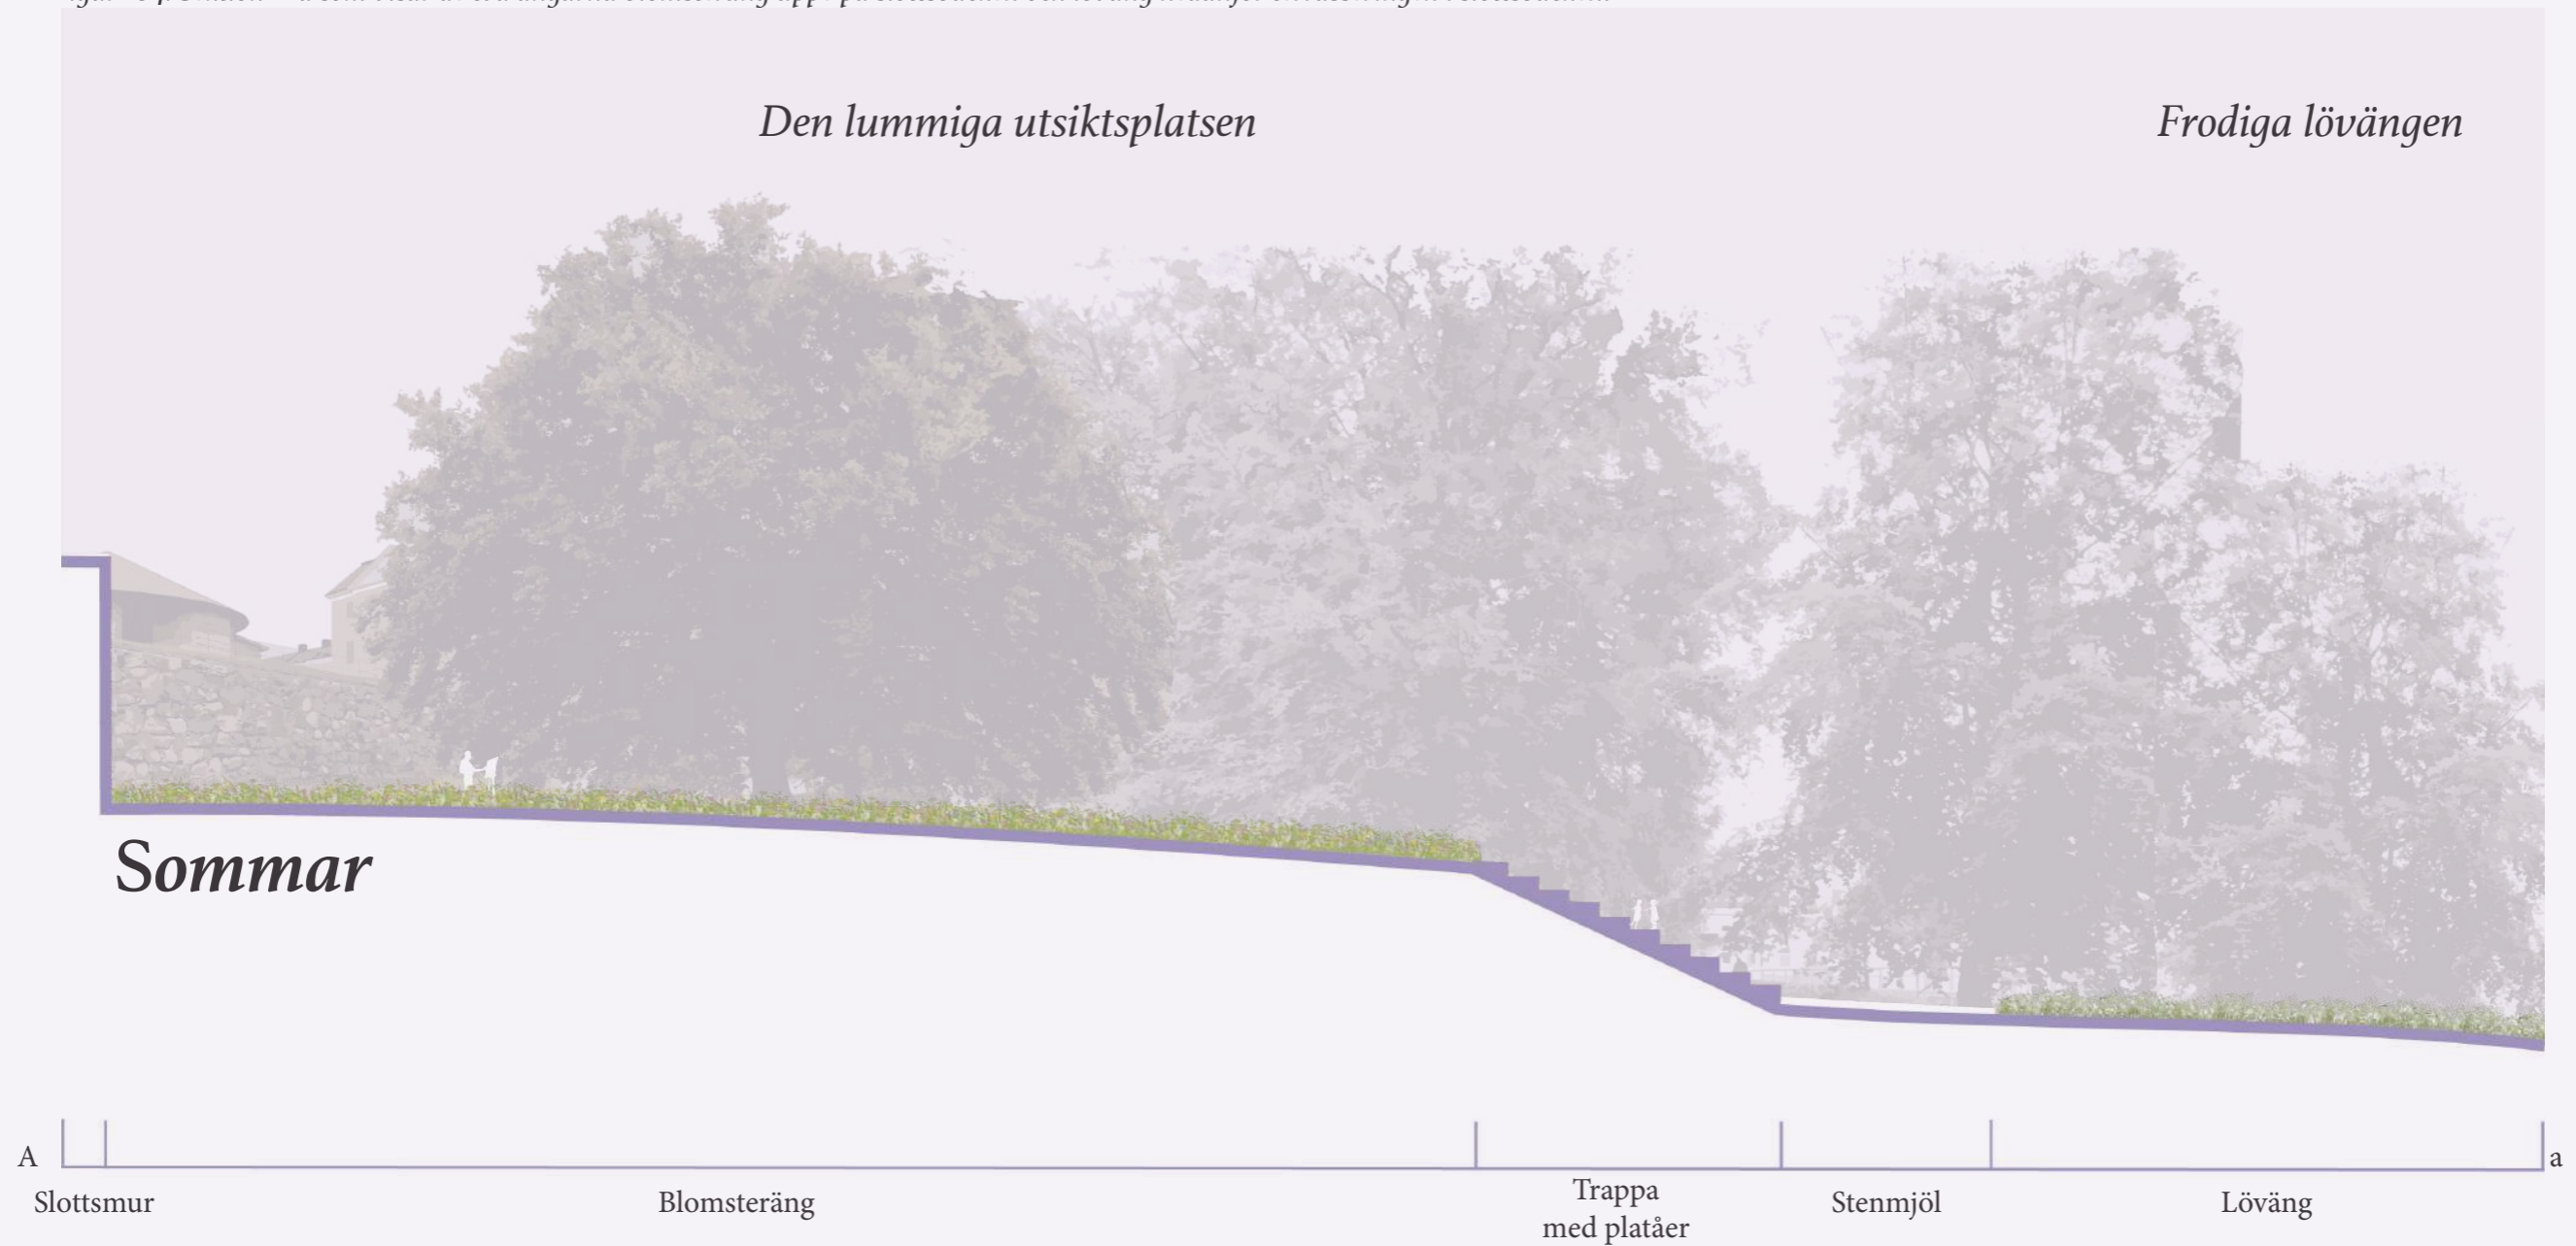 Den lummiga utsiktsplatsen
Frodiga lövängen
Sommar
A
a
Slottsmur
Blomsteräng
Trappa
med platåer
Stenmjöl
Löväng